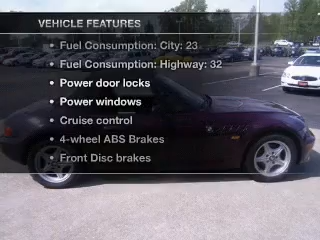 VEHICLE FEATURES
• Fuel Consumption: City: 23
• Fuel Consumption: Highway: 32
• Power door locks
• Power windows
• Cruise control
• 4-wheel ABS Brakes
• Front Disc brakes